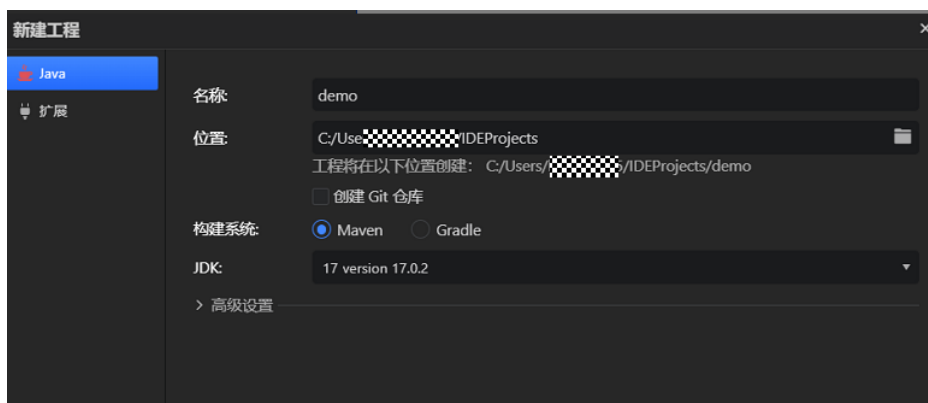 新建工程
Java
扩展
名称:
demo
位置:
C:/Use /IDEProjects
工程将在以下位置创建: C:/Users/ /IDEProjects/demo
创建 Git 仓库
构建系统:
Maven
Gradle
JDK:
17 version 17.0.2
高级设置